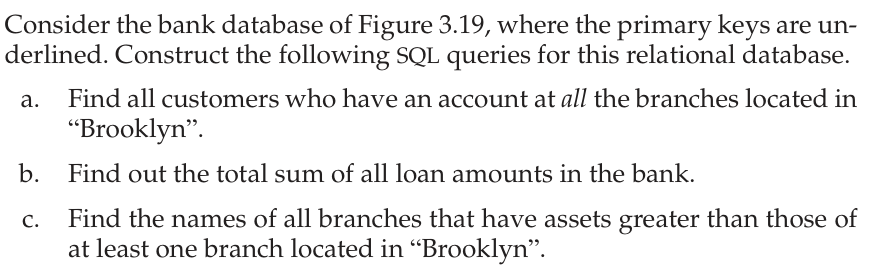 Consider the bank database of Figure 3.19, where the primary keys are un-
derlined. Construct the following SQL queries for this relational database.
a. Find all customers who have an account at all the branches located in
“Brooklyn”.
b. Find out the total sum of all loan amounts in the bank.
c. Find the names of all branches that have assets greater than those of
at least one branch located in “Brooklyn”.